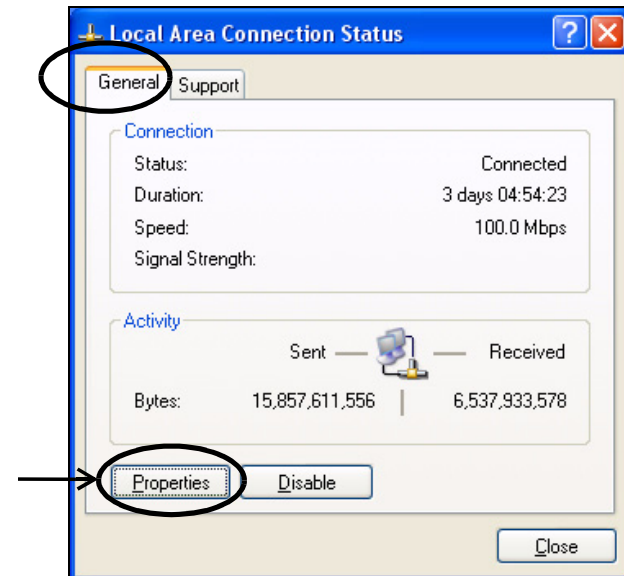 Local Area Connection Status
General Support
Connection
Status: Connected
Duration: 3 days 04:54:23
Speed: 100.0 Mbps
Signal Strength:
Activity
Sent Received
Bytes: 15,857,611,556 6,537,933,578
Properties Disable
Close